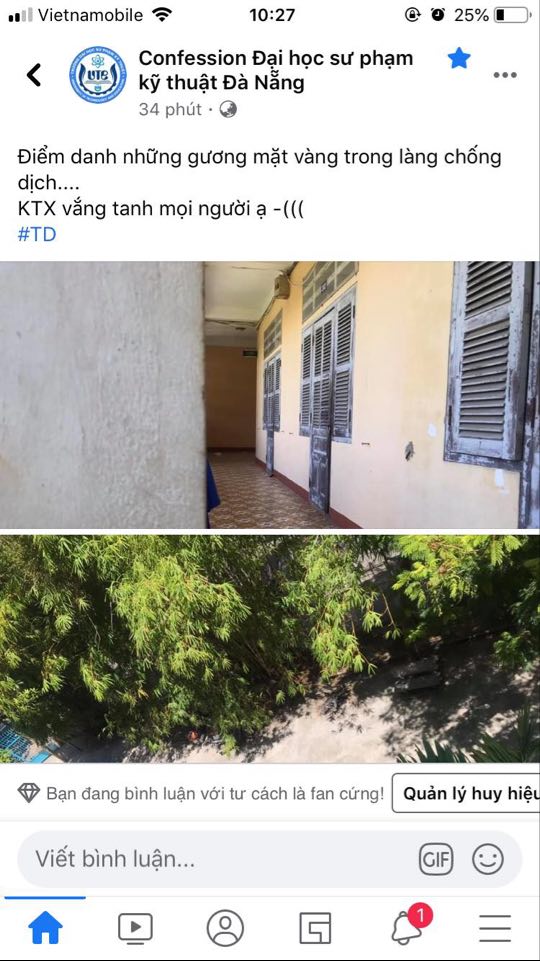 Vietnamobile
10:27
25%
Confession Đại học sư phạm
kỹ thuật Đà Nẵng
34 phút ·
Điểm danh những gương mặt vàng trong làng chống
dịch....
KTX vắng tanh mọi người ạ -(((
#TD
Bạn đang bình luận với tư cách là fan cứng!
Quản lý huy hiệu
Viết bình luận...
GIF
1